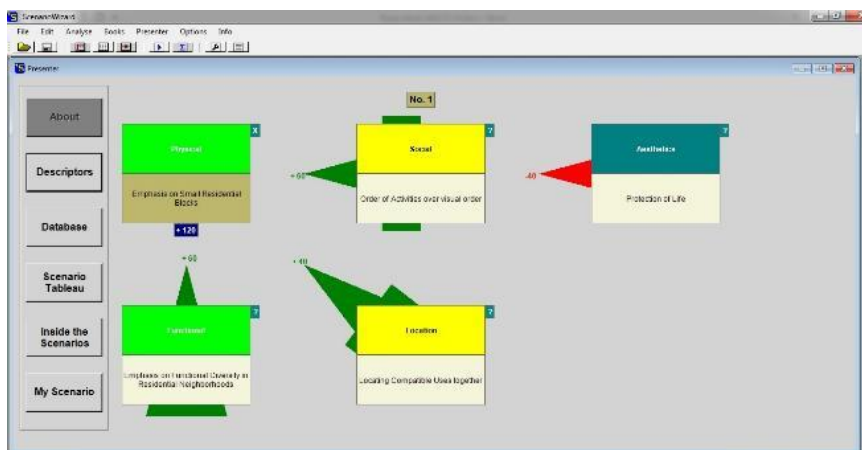 ScenarioWizard
File Edit Analyse Books Presenter Options Info
Presenter
No. 1
About
Descriptors
Database
Scenario
Tableau
Inside the
Scenarios
My Scenario
Physical
X
Emphasis on Small Residential
Blocks
+ 120
+ 60
Social
?
Order of Activities over visual order
-40
Aesthetics
?
Protection of Life
+ 60
Functional
?
Emphasis on Functional Diversity in
Residential Neighborhoods
+ 40
Location
?
Locating Compatible Uses together